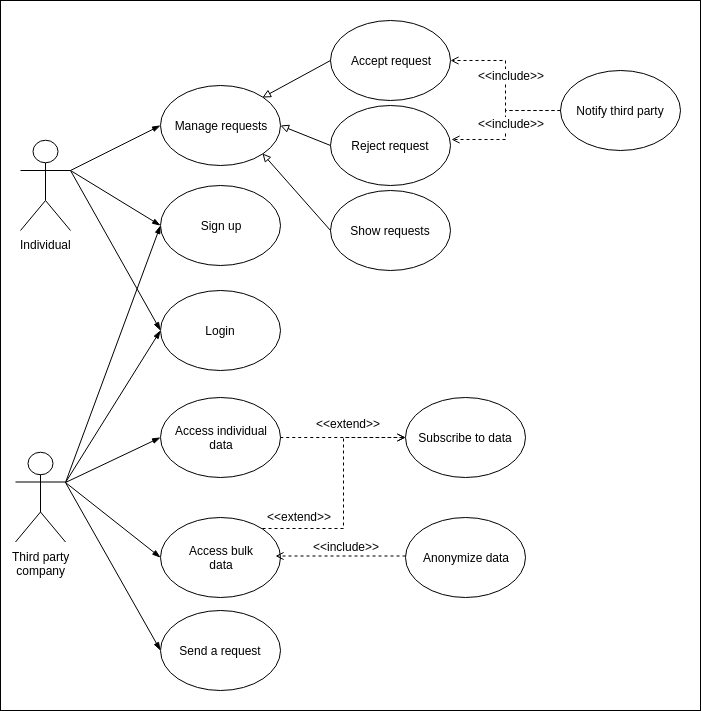 Accept request
<<include>>
Manage requests
Notify third party
<<include>>
Reject request
Individual
Sign up
Show requests
Login
Access individual
data
<<extend>>
Subscribe to data
Third party
company
<<extend>>
Access bulk
data
<<include>>
Anonymize data
Send a request